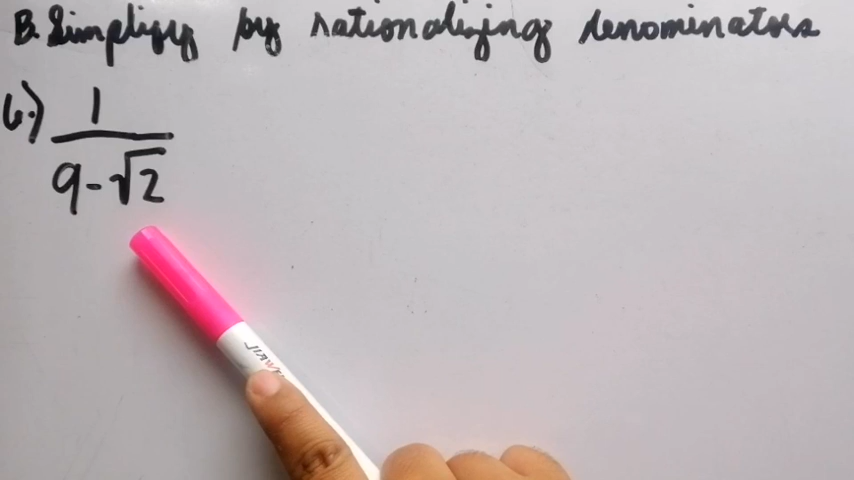 B. Simplify by rationalizing denominators
6.) 1
9-√2